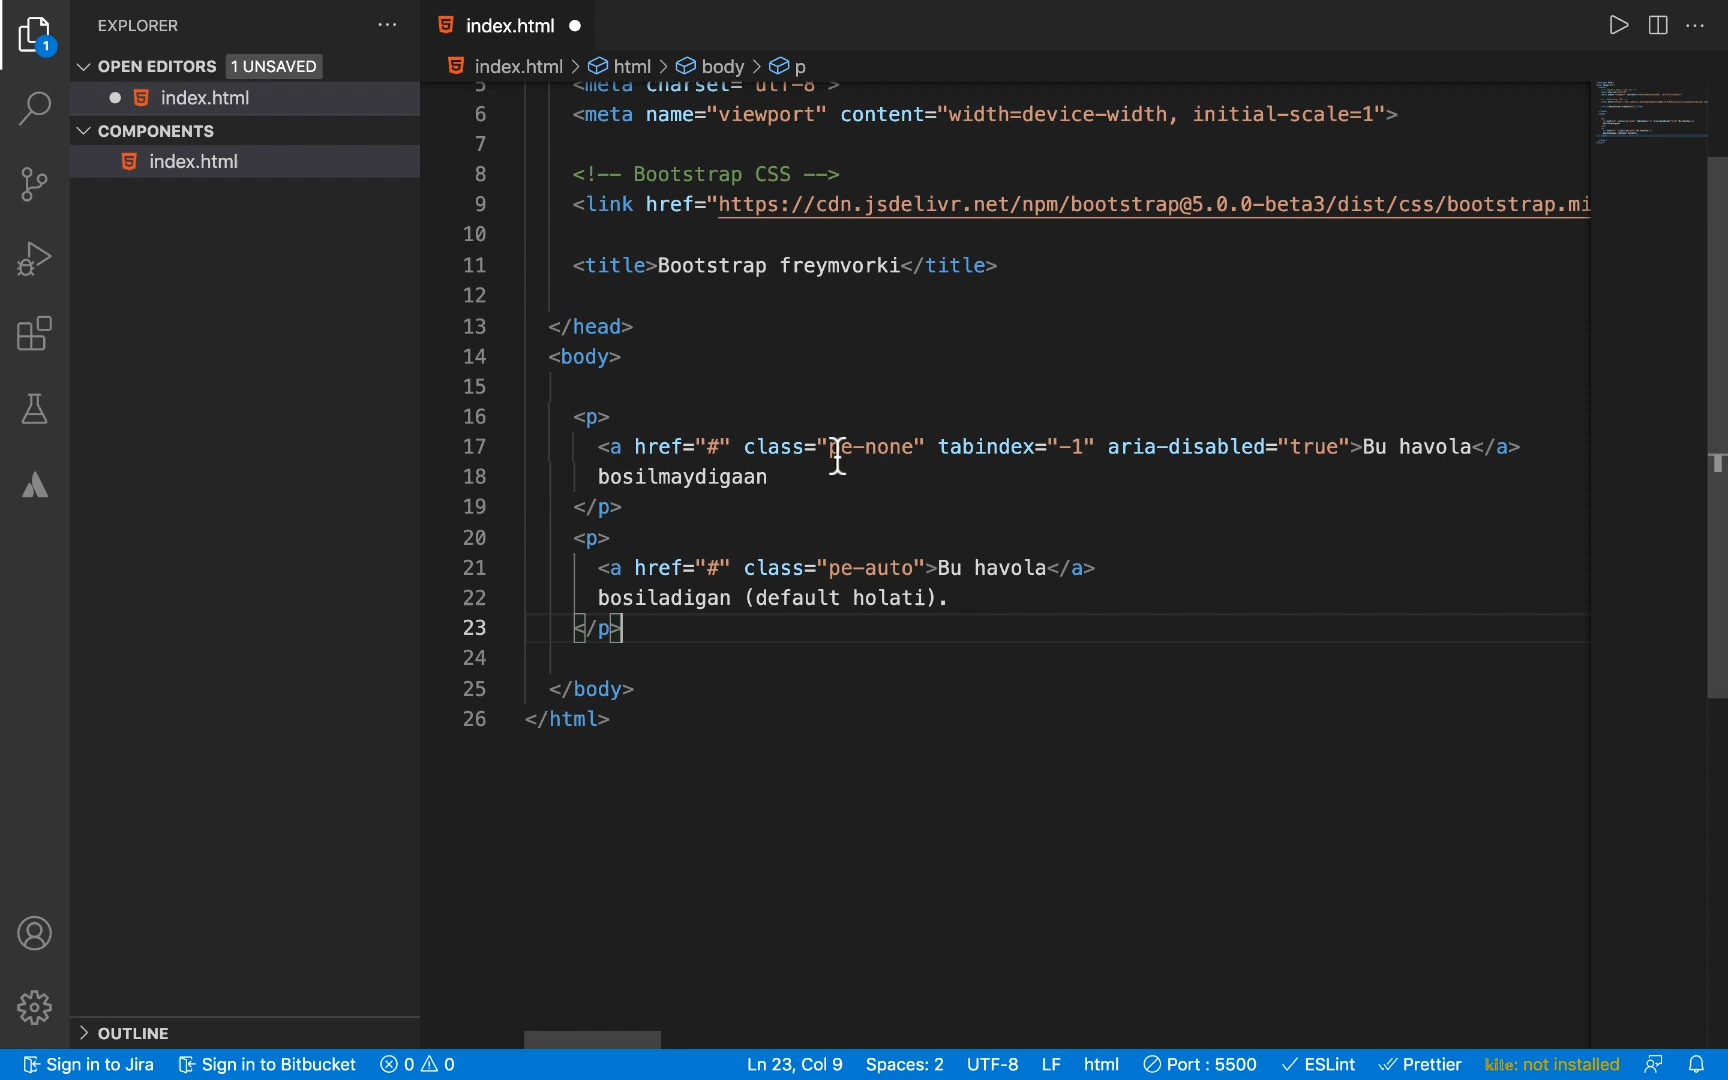 EXPLORER
index.html
OPEN EDITORS 1 UNSAVED
index.html > html > body > p
index.html
COMPONENTS
index.html
1
5 <meta charset="utf-8">
6 <meta name="viewport" content="width=device-width, initial-scale=1">
7
8 <!-- Bootstrap CSS -->
9 <link href="https://cdn.jsdelivr.net/npm/bootstrap@5.0.0-beta3/dist/css/bootstrap.mi
10
11 <title>Bootstrap freymvorki</title>
12
13 </head>
14 <body>
15
16 <p>
17 <a href="#" class="pe-none" tabindex="-1" aria-disabled="true">Bu havola</a>
18 bosilmaydigaan
19 </p>
20 <p>
21 <a href="#" class="pe-auto">Bu havola</a>
22 bosiladigan (default holati).
23 </p>
24
25 </body>
26 </html>
OUTLINE
Sign in to Jira Sign in to Bitbucket 0 0 Ln 23, Col 9 Spaces: 2 UTF-8 LF html Port : 5500 ESLint Prettier kite: not installed